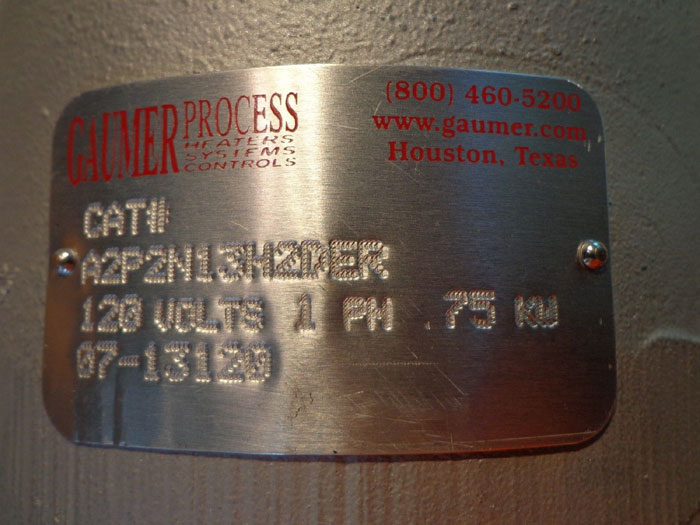 GAUMER PROCESS
HEATERS
SYSTEMS
CONTROLS
(800) 460-5200
www.gaumer.com
Houston, Texas
CAT#
A2P2N13H2DER
120 VOLTS 1 PH .75 KW
07-13120